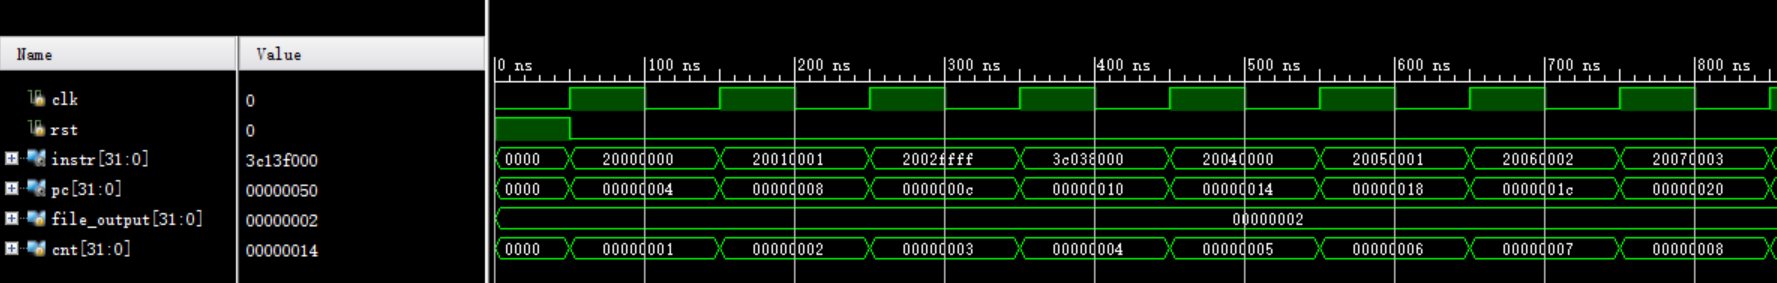 Name Value
0 ns 100 ns 200 ns 300 ns 400 ns 500 ns 600 ns 700 ns 800 ns
clk 0
rst 0
instr[31:0] 3c13f000 0000 20000000 20010001 2002ffff 3c038000 20040000 20050001 20060002 20070003
pc[31:0] 00000050 0000 00000004 00000008 0000000c 00000010 00000014 00000018 0000001c 00000020
file_output[31:0] 00000002 00000002
cnt[31:0] 00000014 0000 00000001 00000002 00000003 00000004 00000005 00000006 00000007 00000008